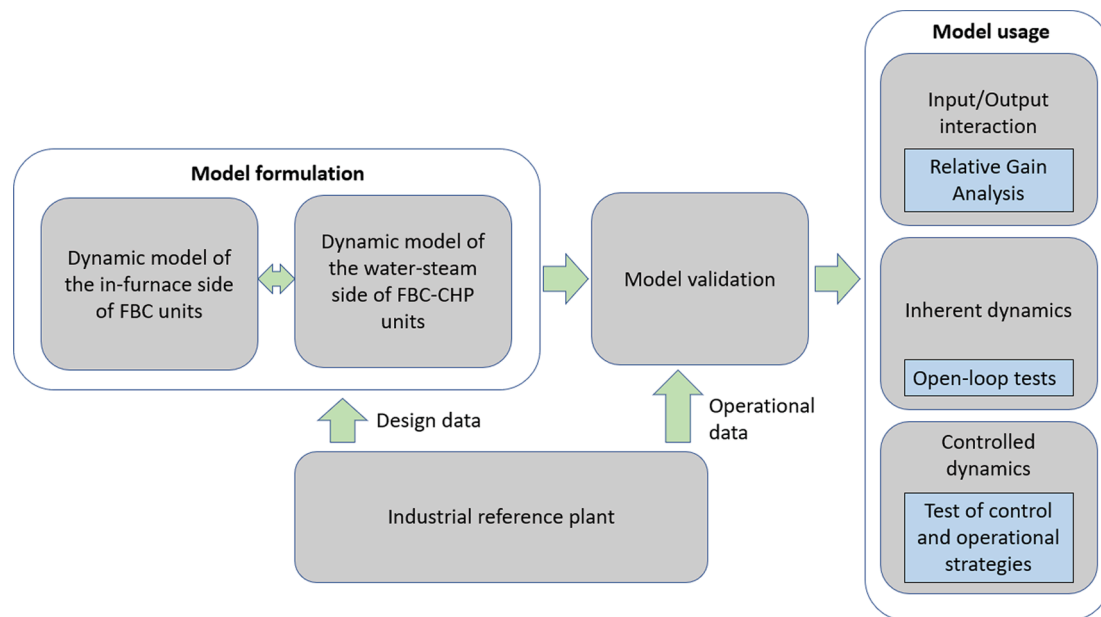 Model formulation
Dynamic model of
the in-furnace side
of FBC units
Dynamic model of
the water-steam
side of FBC-CHP
units
Model validation
Design data
Operational
data
Industrial reference plant
Model usage
Input/Output
interaction
Relative Gain
Analysis
Inherent dynamics
Open-loop tests
Controlled
dynamics
Test of control
and operational
strategies